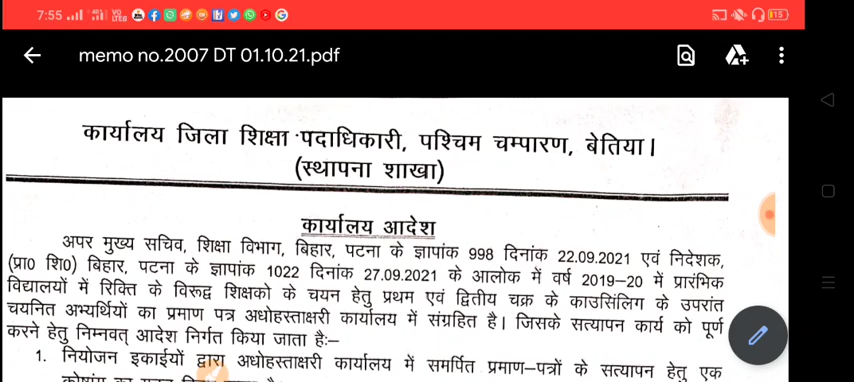 7:55
VO LTE
15
memo no.2007 DT 01.10.21.pdf
कार्यालय जिला शिक्षा पदाधिकारी, पश्चिम चम्पारण, बेतिया।
(स्थापना शाखा)
कार्यालय आदेश
अपर मुख्य सचिव, शिक्षा विभाग, बिहार, पटना के ज्ञापांक 998 दिनांक 22.09.2021 एवं निदेशक,
(प्रा0 शि0) बिहार, पटना के ज्ञापांक 1022 दिनांक 27.09.2021 के आलोक में वर्ष 2019-20 में प्रारंभिक
विद्यालयों में रिक्ति के विरूद्व शिक्षको के चयन हेतु प्रथम एवं द्वितीय चक्र के काउसिलिंग के उपरांत
चयनित अभ्यर्थियों का प्रमाण पत्र अधोहस्ताक्षरी कार्यालय में संग्रहित है। जिसके सत्यापन कार्य को पूर्ण
करने हेतु निम्नवत् आदेश निर्गत किया जाता है:–
1. नियोजन इकाईयों द्वारा अधोहस्ताक्षरी कार्यालय में समर्पित प्रमाण–पत्रों के सत्यापन हेतु एक